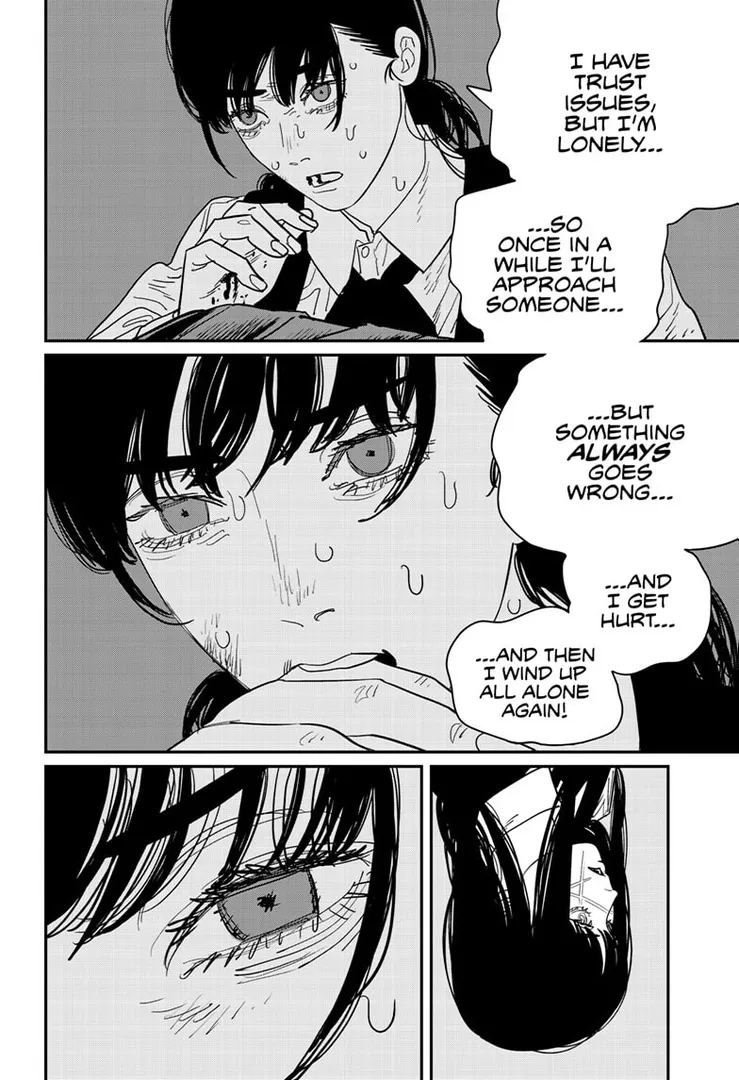 I HAVE
TRUST
ISSUES,
BUT I'M
LONELY...
...SO
ONCE IN A
WHILE I'LL
APPROACH
SOMEONE...
...BUT
SOMETHING
ALWAYS
GOES
WRONG...
...AND
I GET
HURT...
...AND THEN
I WIND UP
ALL ALONE
AGAIN!